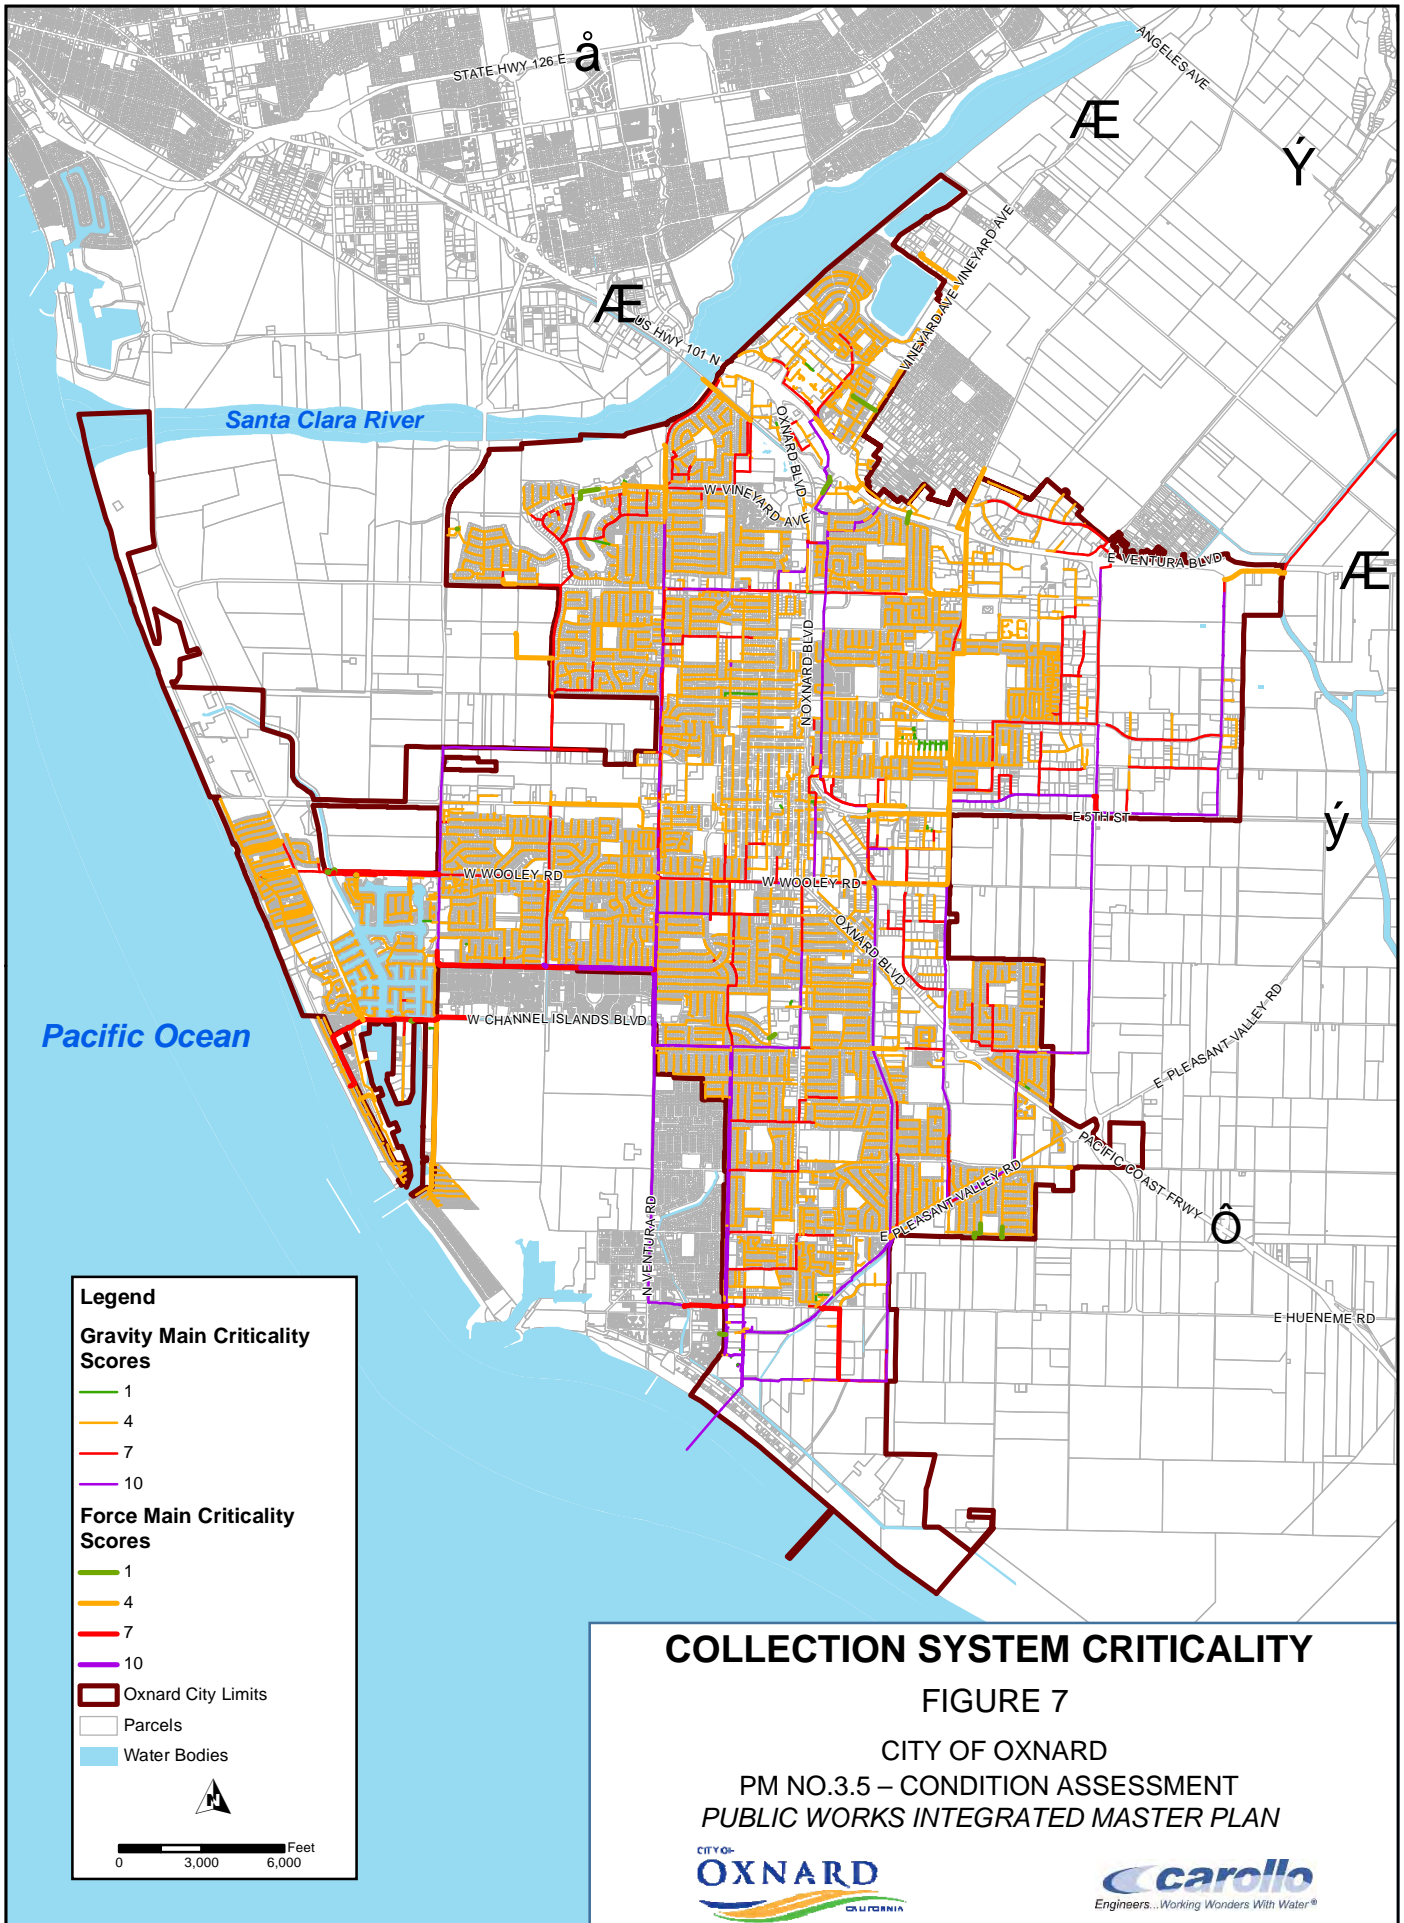 STATE HWY 126 E
å
ANGELES AVE
Æ
Ý
VINEYARD AVE
VINEYARD AVE
Æ
US HWY 101 N
Santa Clara River
OXNARD BLVD
W VINEYARD AVE
E VENTURA BLVD
Æ
N OXNARD BLVD
E 5TH ST
ý
W WOOLEY RD
W WOOLEY RD
OXNARD BLVD
W CHANNEL ISLANDS BLVD
Pacific Ocean
E PLEASANT VALLEY RD
PACIFIC COAST FRWY
E PLEASANT VALLEY RD
Ô
N VENTURA RD
E HUENEME RD
Legend
Gravity Main Criticality
Scores
1
4
7
10
Force Main Criticality
Scores
1
4
7
10
Oxnard City Limits
Parcels
Water Bodies
N
Feet
0 3,000 6,000
COLLECTION SYSTEM CRITICALITY
FIGURE 7
CITY OF OXNARD
PM NO.3.5 – CONDITION ASSESSMENT
PUBLIC WORKS INTEGRATED MASTER PLAN
CITY OF
OXNARD
CALIFORNIA
carollo
Engineers...Working Wonders With Water®